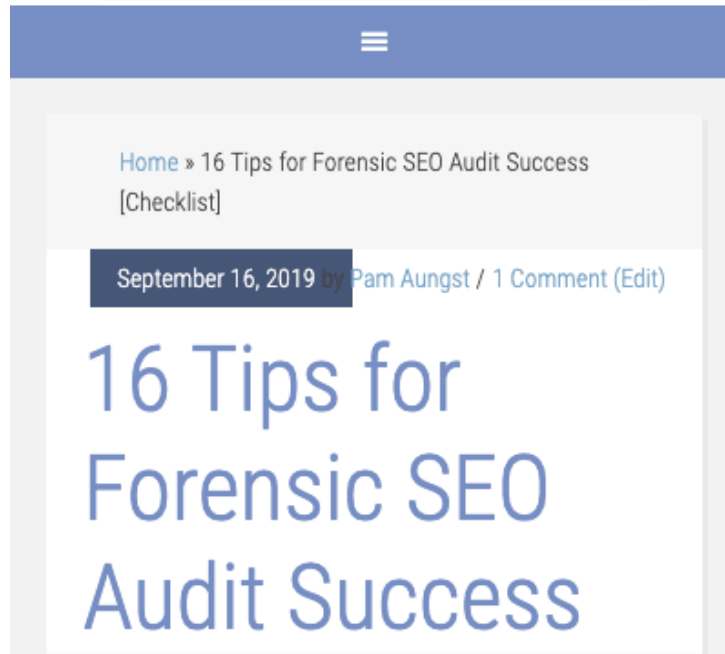 Home » 16 Tips for Forensic SEO Audit Success
[Checklist]
September 16, 2019 by Pam Aungst / 1 Comment (Edit)
16 Tips for
Forensic SEO
Audit Success